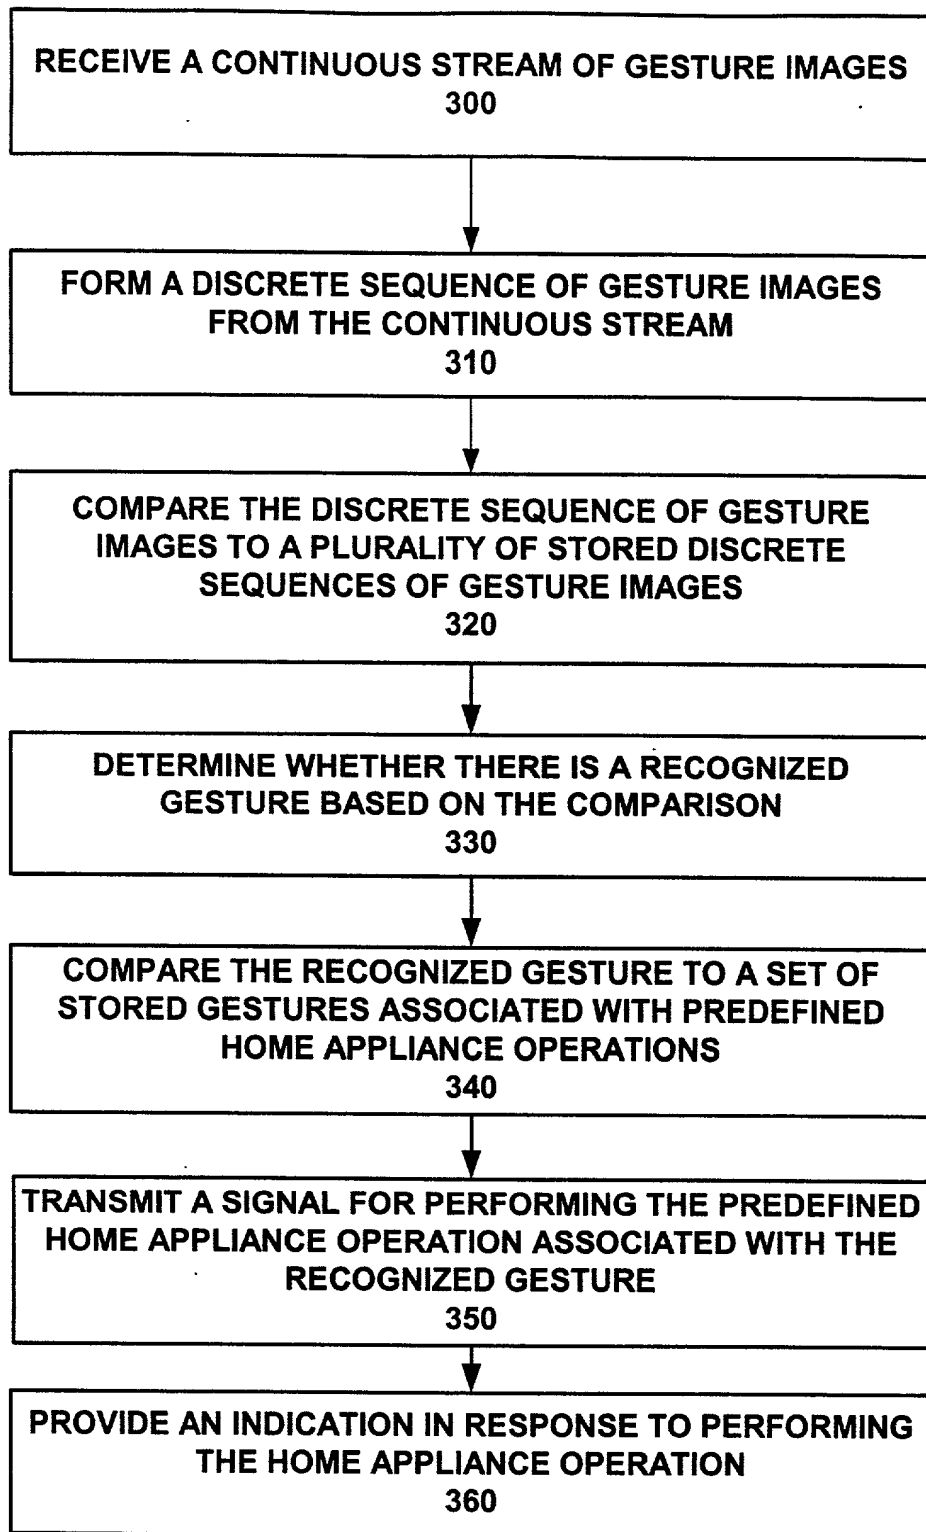 RECEIVE A CONTINUOUS STREAM OF GESTURE IMAGES
300
FORM A DISCRETE SEQUENCE OF GESTURE IMAGES
FROM THE CONTINUOUS STREAM
310
COMPARE THE DISCRETE SEQUENCE OF GESTURE
IMAGES TO A PLURALITY OF STORED DISCRETE
SEQUENCES OF GESTURE IMAGES
320
DETERMINE WHETHER THERE IS A RECOGNIZED
GESTURE BASED ON THE COMPARISON
330
COMPARE THE RECOGNIZED GESTURE TO A SET OF
STORED GESTURES ASSOCIATED WITH PREDEFINED
HOME APPLIANCE OPERATIONS
340
TRANSMIT A SIGNAL FOR PERFORMING THE PREDEFINED
HOME APPLIANCE OPERATION ASSOCIATED WITH THE
RECOGNIZED GESTURE
350
PROVIDE AN INDICATION IN RESPONSE TO PERFORMING
THE HOME APPLIANCE OPERATION
360